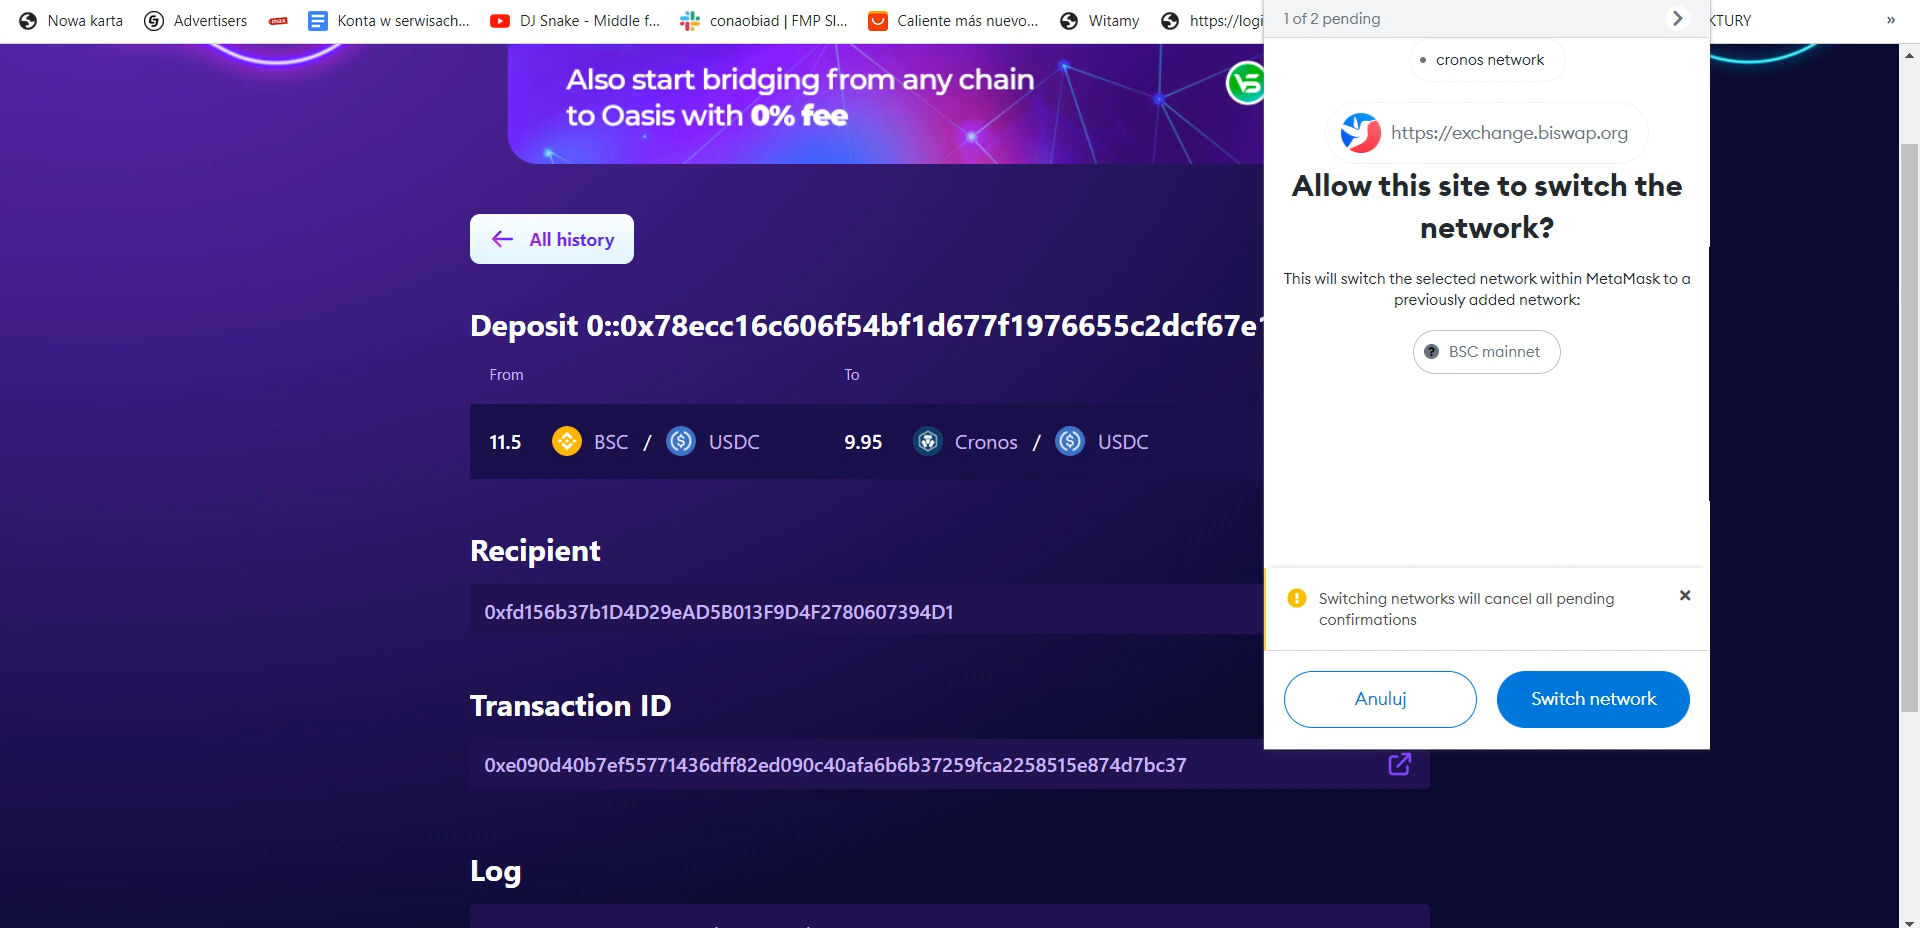 Nowa karta
Advertisers
max
Konta w serwisach...
DJ Snake - Middle f...
conaobiad | FMP Sl...
Caliente más nuevo...
Witamy
https://logi
KTURY
»
1 of 2 pending
cronos network
https://exchange.biswap.org
Allow this site to switch the
network?
This will switch the selected network within MetaMask to a
previously added network:
? BSC mainnet
Switching networks will cancel all pending
confirmations
Anuluj
Switch network
Also start bridging from any chain
to Oasis with 0% fee
All history
Deposit 0::0x78ecc16c606f54bf1d677f1976655c2dcf67e
From
To
11.5 BSC / USDC
9.95 Cronos / USDC
Recipient
0xfd156b37b1D4D29eAD5B013F9D4F2780607394D1
Transaction ID
0xe090d40b7ef55771436dff82ed090c40afa6b6b37259fca2258515e874d7bc37
Log